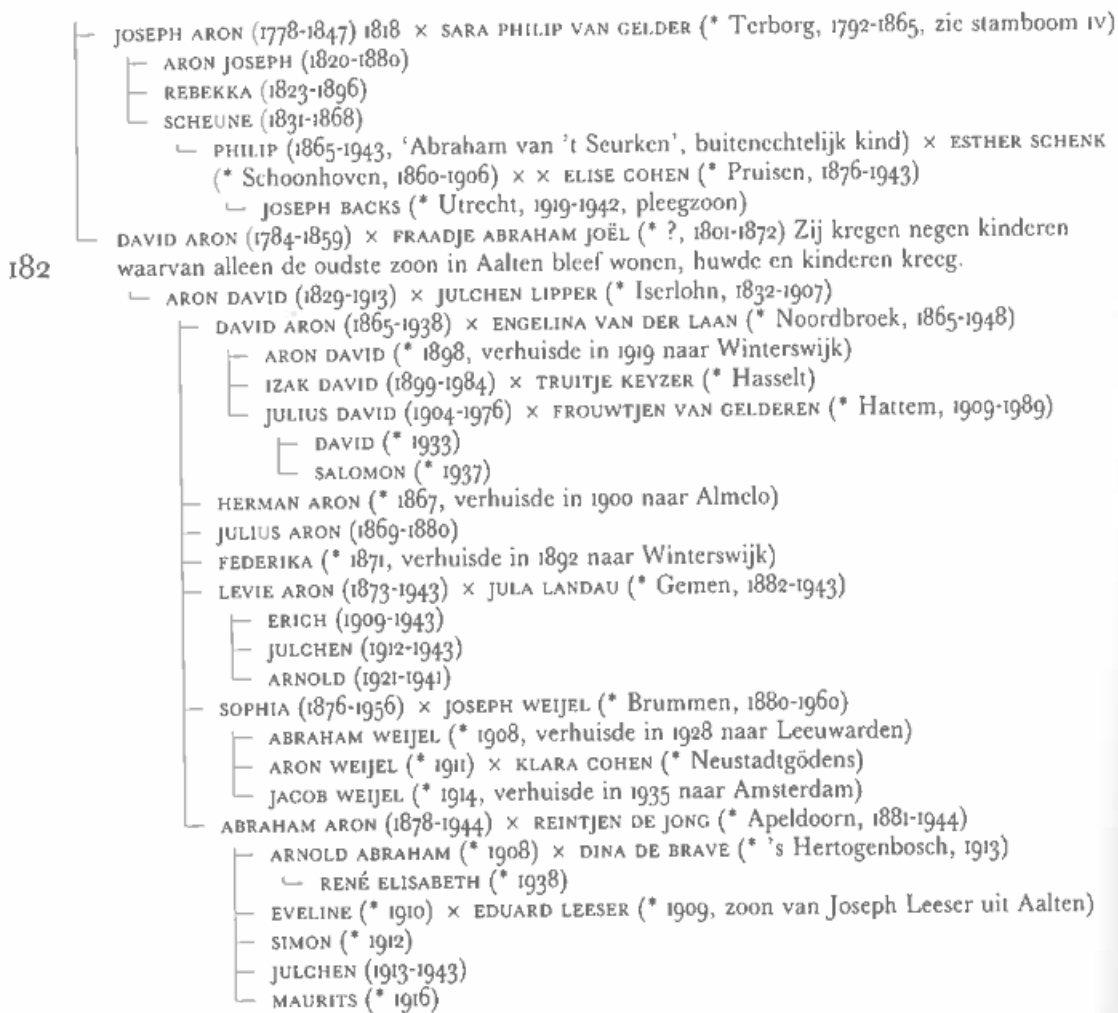 JOSEPH ARON (1778-1847) 1818 × SARA PHILIP VAN GELDER (* Terborg, 1792-1865, zie stamboom IV)
ARON JOSEPH (1820-1880)
REBEKKA (1823-1896)
SCHEUNE (1831-1868)
PHILIP (1865-1943, 'Abraham van 't Seurken', buitenechtelijk kind) × ESTHER SCHENK
(* Schoonhoven, 1860-1906) × × ELISE COHEN (* Pruisen, 1876-1943)
JOSEPH BACKS (* Utrecht, 1919-1942, pleegzoon)
DAVID ARON (1784-1859) × FRAADJE ABRAHAM JOËL (* ?, 1801-1872) Zij kregen negen kinderen
182 waarvan alleen de oudste zoon in Aalten bleef wonen, huwde en kinderen kreeg.
ARON DAVID (1829-1913) × JULCHEN LIPPER (* Iserlohn, 1832-1907)
DAVID ARON (1865-1938) × ENGELINA VAN DER LAAN (* Noordbroek, 1865-1948)
ARON DAVID (* 1898, verhuisde in 1919 naar Winterswijk)
IZAK DAVID (1899-1984) × TRUITJE KEYZER (* Hasselt)
JULIUS DAVID (1904-1976) × FROUWTJEN VAN GELDEREN (* Hattem, 1909-1989)
DAVID (* 1933)
SALOMON (* 1937)
HERMAN ARON (* 1867, verhuisde in 1900 naar Almelo)
JULIUS ARON (1869-1880)
FEDERIKA (* 1871, verhuisde in 1892 naar Winterswijk)
LEVIE ARON (1873-1943) × JULA LANDAU (* Gemen, 1882-1943)
ERICH (1909-1943)
JULCHEN (1912-1943)
ARNOLD (1921-1941)
SOPHIA (1876-1956) × JOSEPH WEIJEL (* Brummen, 1880-1960)
ABRAHAM WEIJEL (* 1908, verhuisde in 1928 naar Leeuwarden)
ARON WEIJEL (* 1911) × KLARA COHEN (* Neustadtgödens)
JACOB WEIJEL (* 1914, verhuisde in 1935 naar Amsterdam)
ABRAHAM ARON (1878-1944) × REINTJEN DE JONG (* Apeldoorn, 1881-1944)
ARNOLD ABRAHAM (* 1908) × DINA DE BRAVE (* 's Hertogenbosch, 1913)
RENÉ ELISABETH (* 1938)
EVELINE (* 1910) × EDUARD LEESER (* 1909, zoon van Joseph Leeser uit Aalten)
SIMON (* 1912)
JULCHEN (1913-1943)
MAURITS (* 1916)